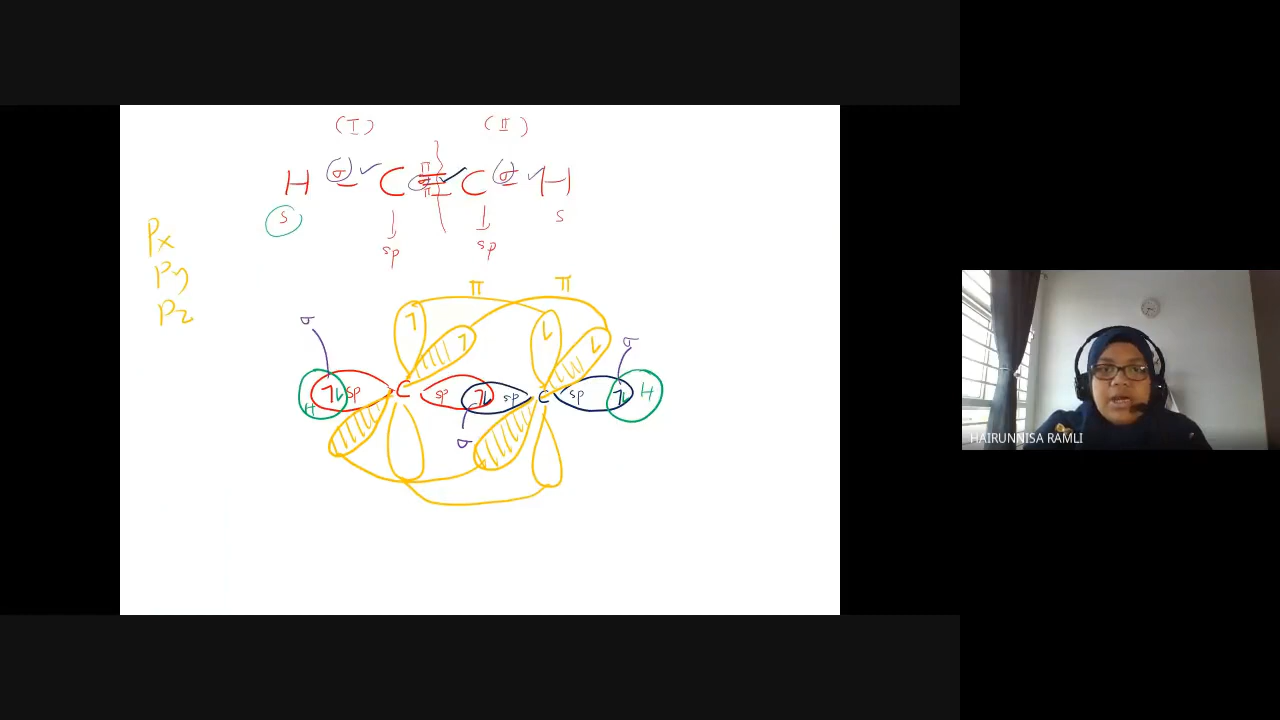 (I) (II)
H σ C π σ π C σ H
s sp sp s
Px
Py
Pz
π π
σ σ
H sp C sp sp C sp H
σ
HAIRUNNISA RAMLI